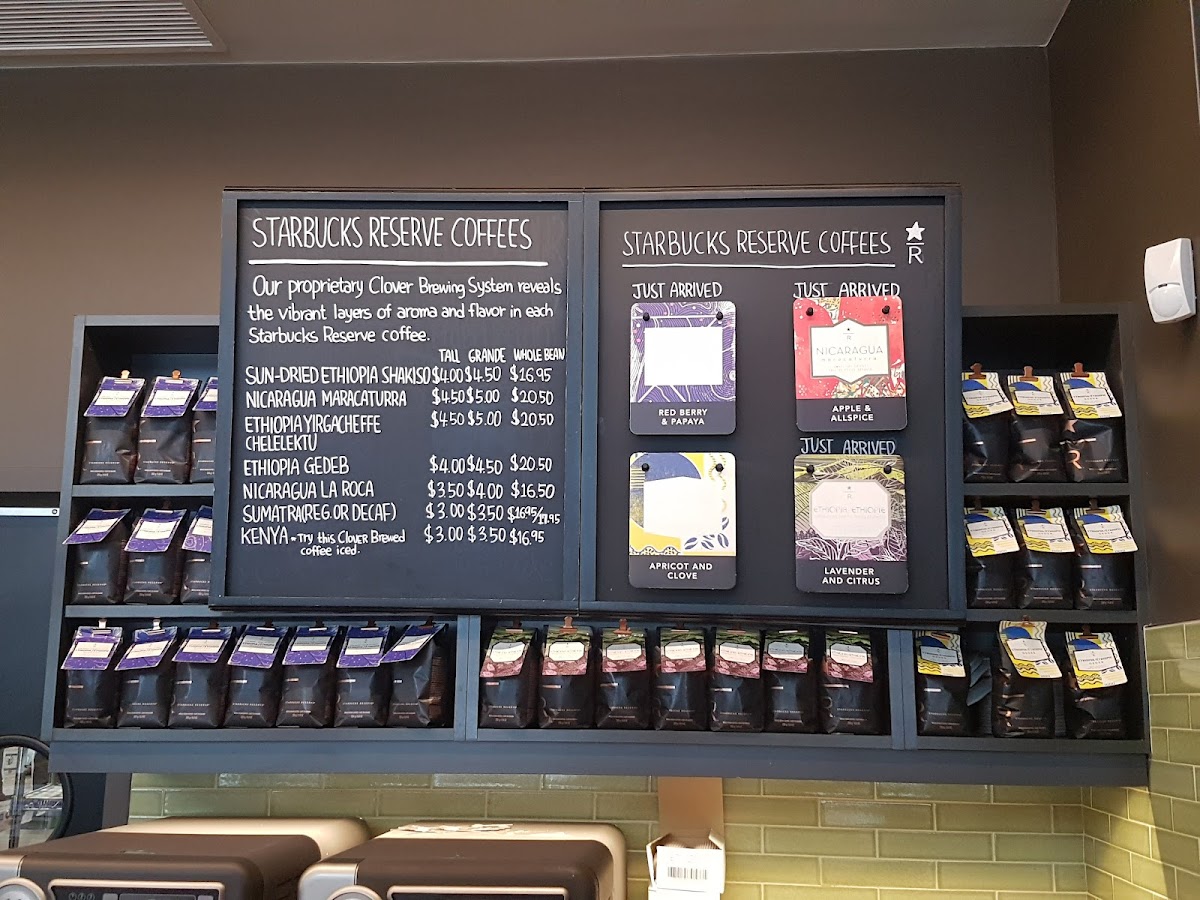 STARBUCKS RESERVE COFFEES
Our proprietary Clover Brewing System reveals
the vibrant layers of aroma and flavor in each
Starbucks Reserve coffee.
TALL GRANDE WHOLE BEAN
SUN-DRIED ETHIOPIA SHAKISO $4.00 $4.50 $16.95
NICARAGUA MARACATURRA $4.50 $5.00 $20.50
ETHIOPIA YIRGACHEFFE $4.50 $5.00 $20.50
CHELELEKTU
ETHIOPIA GEDEB $4.00 $4.50 $20.50
NICARAGUA LA ROCA $3.50 $4.00 $16.50
SUMATRA (REG. OR DECAF) $3.00 $3.50 $16.95/
KENYA - Try this Clover Brewed $3.00 $3.50 $16.95
coffee iced.
STARBUCKS RESERVE COFFEES
R
JUST ARRIVED
RED BERRY
& PAPAYA
JUST ARRIVED
R
NICARAGUA
maracaturra
APPLE &
ALLSPICE
APRICOT AND
CLOVE
JUST ARRIVED
R
LAVENDER
AND CITRUS
R